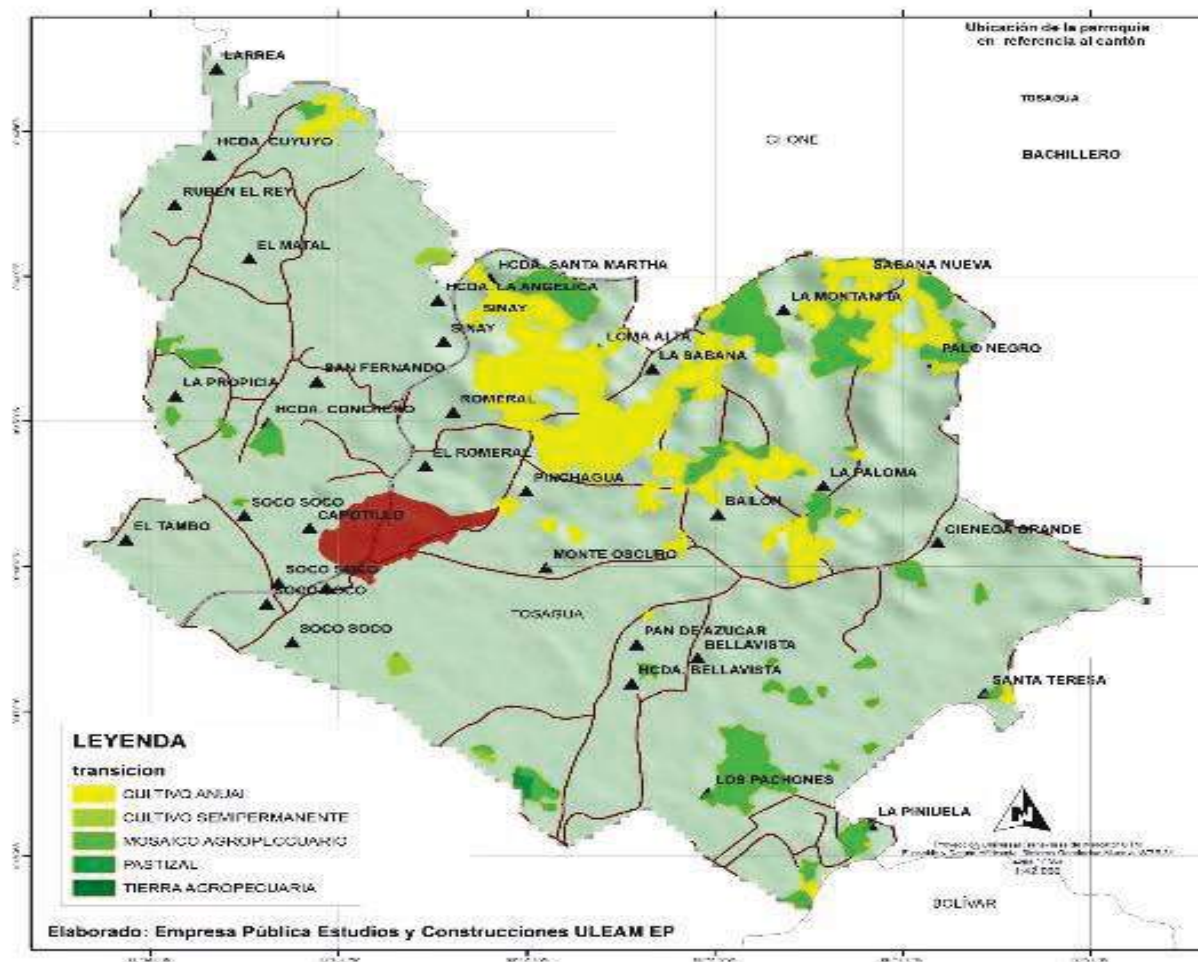 Ubicación de la parroquia
en referencia al cantón
TOSAGUA
BACHILLERO
CHONE
LARREA
HCDA. CUYUYO
RUBEN EL REY
EL MATAL
HCDA. SANTA MARTHA
HCDA. LA ANGELICA
SINAY
SINAY
SABANA NUEVA
LA MONTAÑITA
LOMA ALTA
LA SABANA
PALO NEGRO
SAN FERNANDO
LA PROPICIA
ROMERAL
EL ROMERAL
PINCHAGUA
LA PALOMA
BAILON
SOCO SOCO
CAPOTILLO
EL TAMBO
CIENEGA GRANDE
MONTE OSCURO
SOCO SOCO
SOCO SOCO
TOSAGUA
SOCO SOCO
PAN DE AZUCAR
BELLAVISTA
HCDA. BELLAVISTA
SANTA TERESA
LOS PACHONES
LA PIÑUELA
BOLÍVAR
N
LEYENDA
transicion
CULTIVO ANUAL
CULTIVO SEMIPERMANENTE
MOSAICO AGROPECUARIO
PASTIZAL
TIERRA AGROPECUARIA
Elaborado: Empresa Pública Estudios y Construcciones ULEAM EP